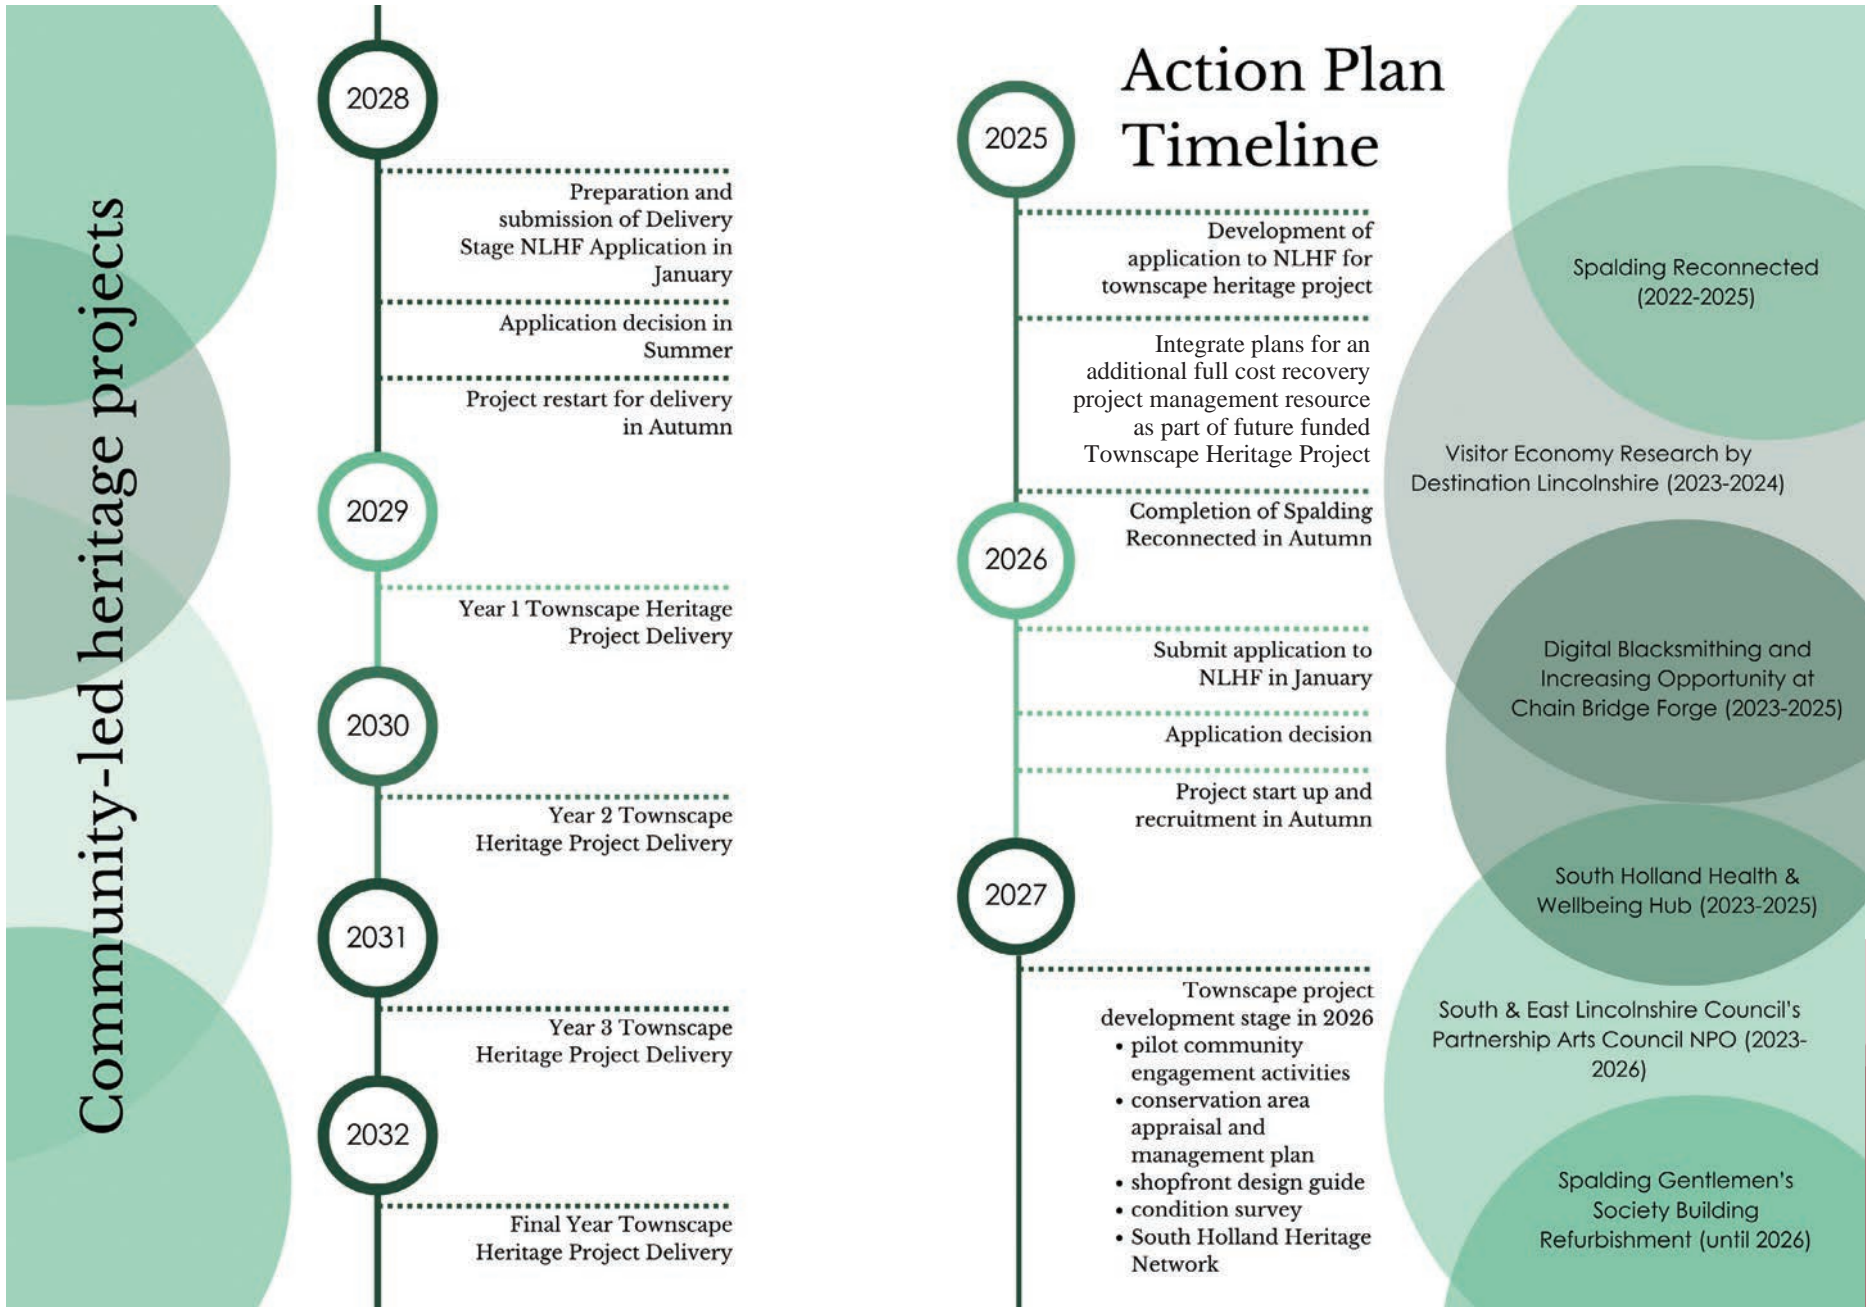 Community-led heritage projects
2028
Preparation and
submission of Delivery
Stage NLHF Application in
January
Application decision in
Summer
Project restart for delivery
in Autumn
2029
Year 1 Townscape Heritage
Project Delivery
2030
Year 2 Townscape
Heritage Project Delivery
2031
Year 3 Townscape
Heritage Project Delivery
2032
Final Year Townscape
Heritage Project Delivery
Action Plan
Timeline
2025
Development of
application to NLHF for
townscape heritage project
Integrate plans for an
additional full cost recovery
project management resource
as part of future funded
Townscape Heritage Project
Completion of Spalding
Reconnected in Autumn
2026
Submit application to
NLHF in January
Application decision
Project start up and
recruitment in Autumn
2027
Townscape project
development stage in 2026
• pilot community
engagement activities
• conservation area
appraisal and
management plan
• shopfront design guide
• condition survey
• South Holland Heritage
Network
Spalding Reconnected
(2022-2025)
Visitor Economy Research by
Destination Lincolnshire (2023-2024)
Digital Blacksmithing and
Increasing Opportunity at
Chain Bridge Forge (2023-2025)
South Holland Health &
Wellbeing Hub (2023-2025)
South & East Lincolnshire Council's
Partnership Arts Council NPO (2023-
2026)
Spalding Gentlemen's
Society Building
Refurbishment (until 2026)